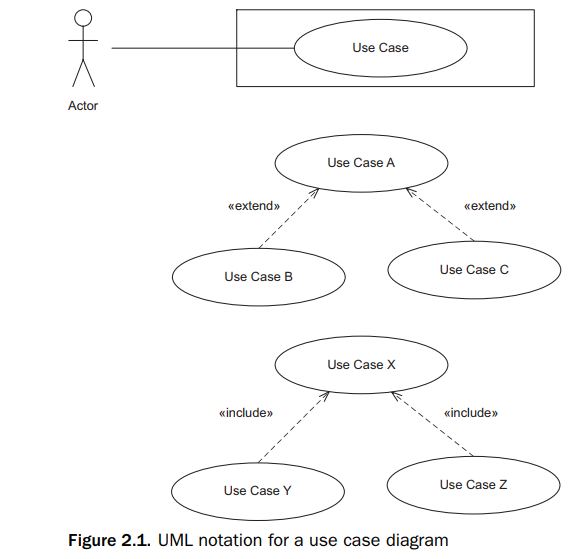 Use Case
Actor
Use Case A
«extend»
«extend»
Use Case B
Use Case C
Use Case X
«include»
«include»
Use Case Y
Use Case Z
Figure 2.1. UML notation for a use case diagram